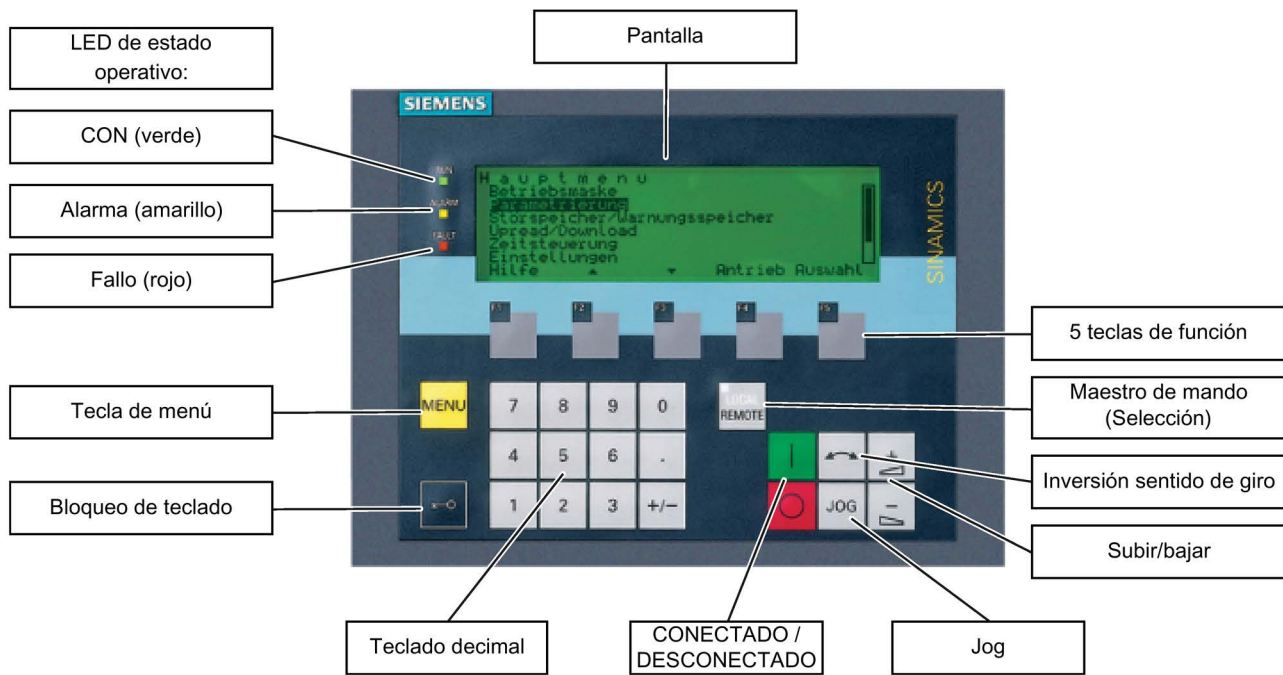 LED de estado
operativo:
Pantalla
CON (verde)
Alarma (amarillo)
Fallo (rojo)
SIEMENS
RUN
ALARM
FAULT
Hauptmenu
Betriebsmaske
Parametrierung
Störspeicher/Warnungsspeicher
Upread/Download
Zeitsteuerung
Einstellungen
Hilfe ▲ ▼ Antrieb Auswahl
SINAMICS
F1 F2 F3 F4 F5
5 teclas de función
Tecla de menú
MENU
7 8 9 0
LOCAL
REMOTE
Maestro de mando
(Selección)
4 5 6 .
Inversión sentido de giro
Bloqueo de teclado
1 2 3 +/-
JOG
+
-
Subir/bajar
Teclado decimal
CONECTADO /
DESCONECTADO
Jog